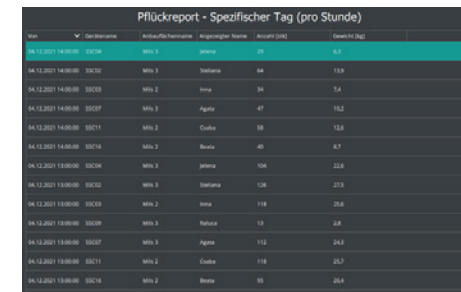 Pflückreport - Spezifischer Tag (pro Stunde)
Von Gerätename Anbauflächenname Angezeigter Name Anzahl [stk] Gewicht [kg]
04.12.2021 14:00:00 SSC04 Mils 3 Jelena 29 6,3
04.12.2021 14:00:00 SSC02 Mils 3 Steliana 64 13,9
04.12.2021 14:00:00 SSC03 Mils 2 Inna 34 7,4
04.12.2021 14:00:00 SSC07 Mils 3 Agata 47 10,2
04.12.2021 14:00:00 SSC11 Mils 2 Csaba 58 12,6
04.12.2021 14:00:00 SSC16 Mils 2 Beata 40 8,7
04.12.2021 13:00:00 SSC04 Mils 3 Jelena 104 22,6
04.12.2021 13:00:00 SSC02 Mils 3 Steliana 126 27,3
04.12.2021 13:00:00 SSC03 Mils 2 Inna 118 25,6
04.12.2021 13:00:00 SSC09 Mils 3 Raluca 13 2,8
04.12.2021 13:00:00 SSC07 Mils 3 Agata 112 24,3
04.12.2021 13:00:00 SSC11 Mils 2 Csaba 118 25,7
04.12.2021 13:00:00 SSC16 Mils 2 Beata 95 20,4